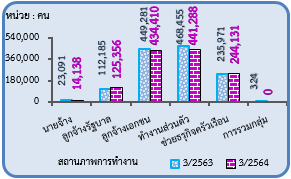 หน่วย : คน
540,000
360,000
180,000
0
23,091
14,138
112,185
125,356
449,281
434,410
468,455
441,288
235,971
244,131
324
0
นายจ้าง
ลูกจ้างรัฐบาล
ลูกจ้างเอกชน
ทำงานส่วนตัว
ช่วยธุรกิจครัวเรือน
การรวมกลุ่ม
สถานภาพการทำงาน
3/2563
3/2564